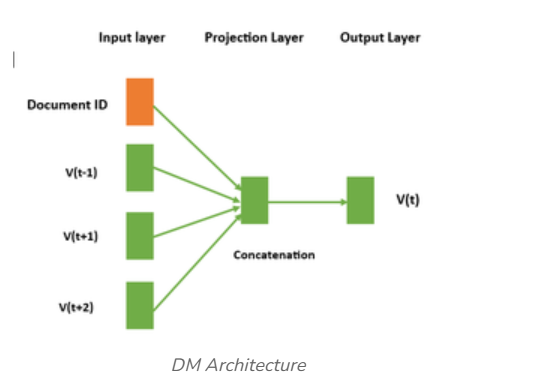 Input layer Projection Layer Output Layer
Document ID
V(t-1)
V(t)
V(t+1)
Concatenation
V(t+2)
DM Architecture